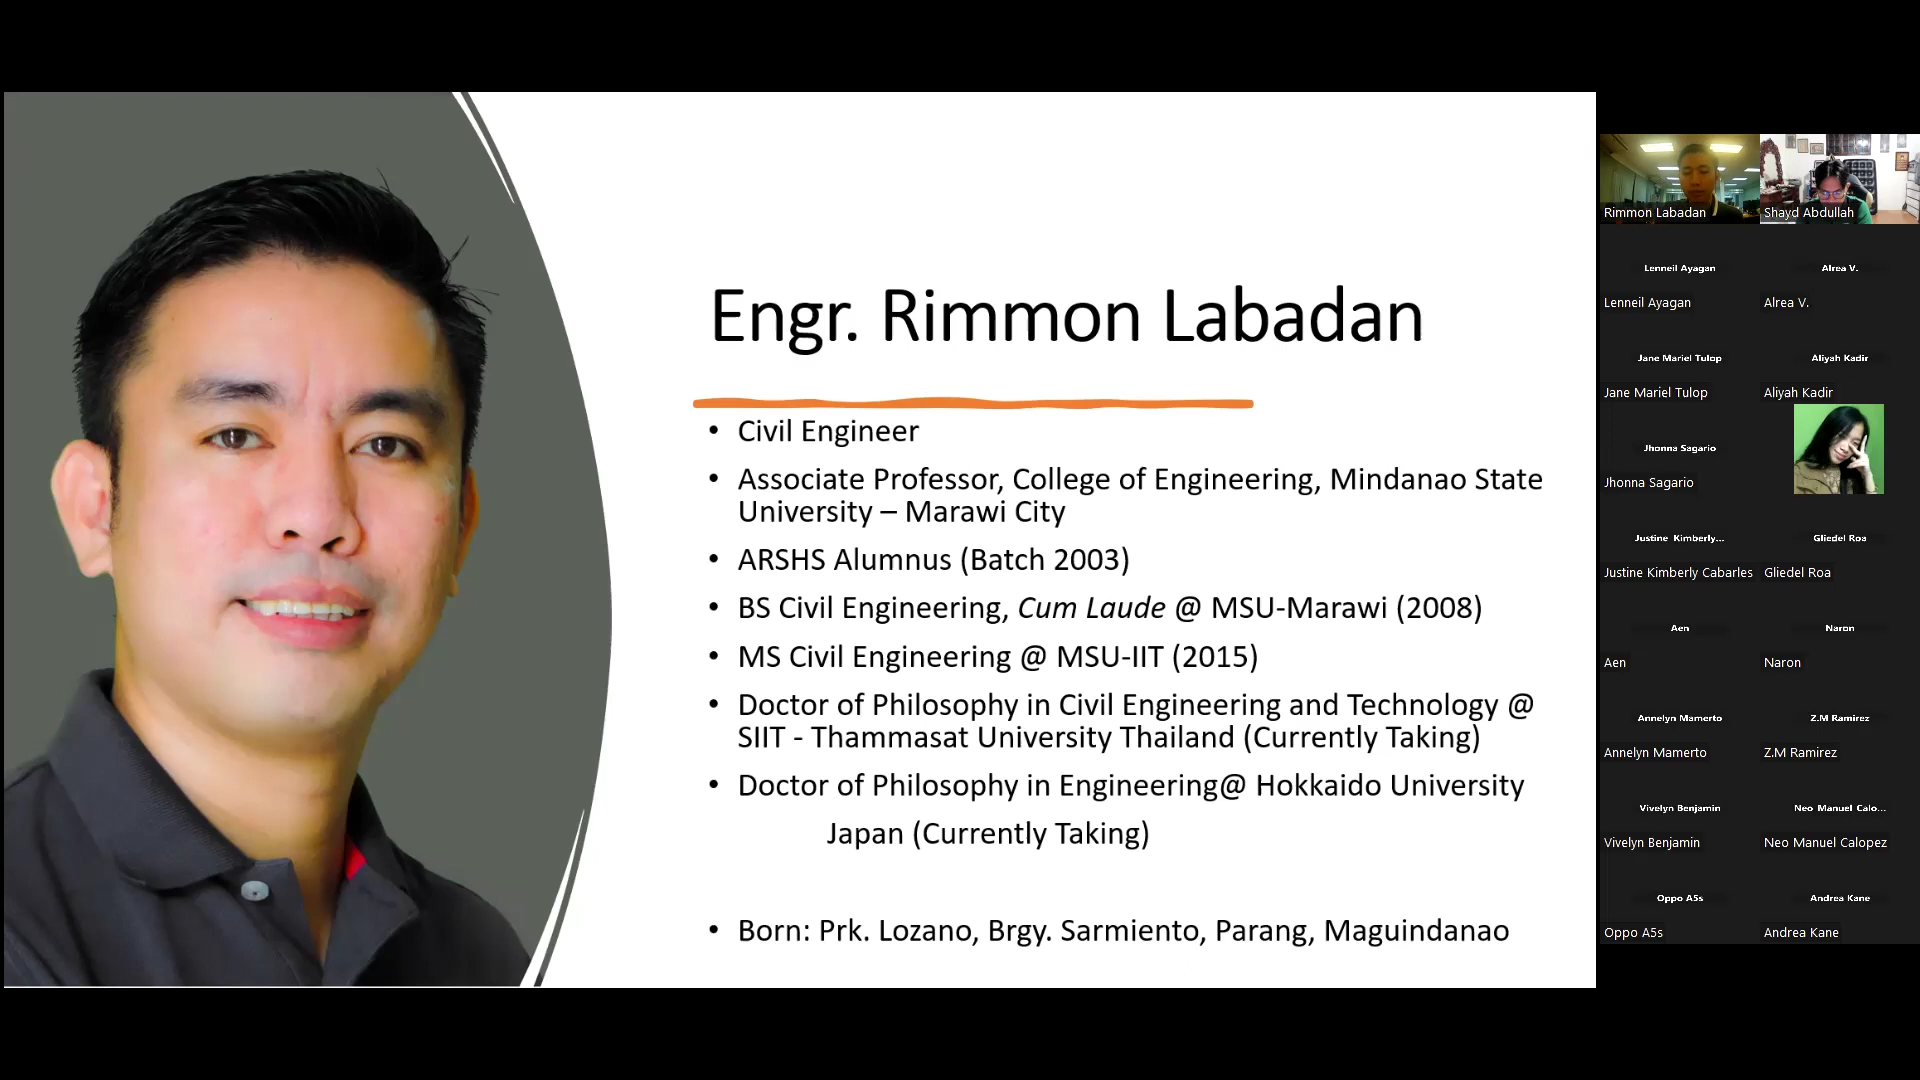 Engr. Rimmon Labadan
• Civil Engineer
• Associate Professor, College of Engineering, Mindanao State
University – Marawi City
• ARSHS Alumnus (Batch 2003)
• BS Civil Engineering, Cum Laude @ MSU-Marawi (2008)
• MS Civil Engineering @ MSU-IIT (2015)
• Doctor of Philosophy in Civil Engineering and Technology @
SIIT - Thammasat University Thailand (Currently Taking)
• Doctor of Philosophy in Engineering@ Hokkaido University
Japan (Currently Taking)
• Born: Prk. Lozano, Brgy. Sarmiento, Parang, Maguindanao
Rimmon Labadan
Shayd Abdullah
Lenneil Ayagan
Alrea V.
Lenneil Ayagan
Alrea V.
Jane Mariel Tulop
Aliyah Kadir
Jane Mariel Tulop
Aliyah Kadir
Jhonna Sagario
Jhonna Sagario
Justine Kimberly...
Gliedel Roa
Justine Kimberly Cabarles
Gliedel Roa
Aen
Naron
Aen
Naron
Annelyn Mamerto
Z.M Ramirez
Annelyn Mamerto
Z.M Ramirez
Vivelyn Benjamin
Neo Manuel Calo...
Vivelyn Benjamin
Neo Manuel Calopez
Oppo A5s
Andrea Kane
Oppo A5s
Andrea Kane